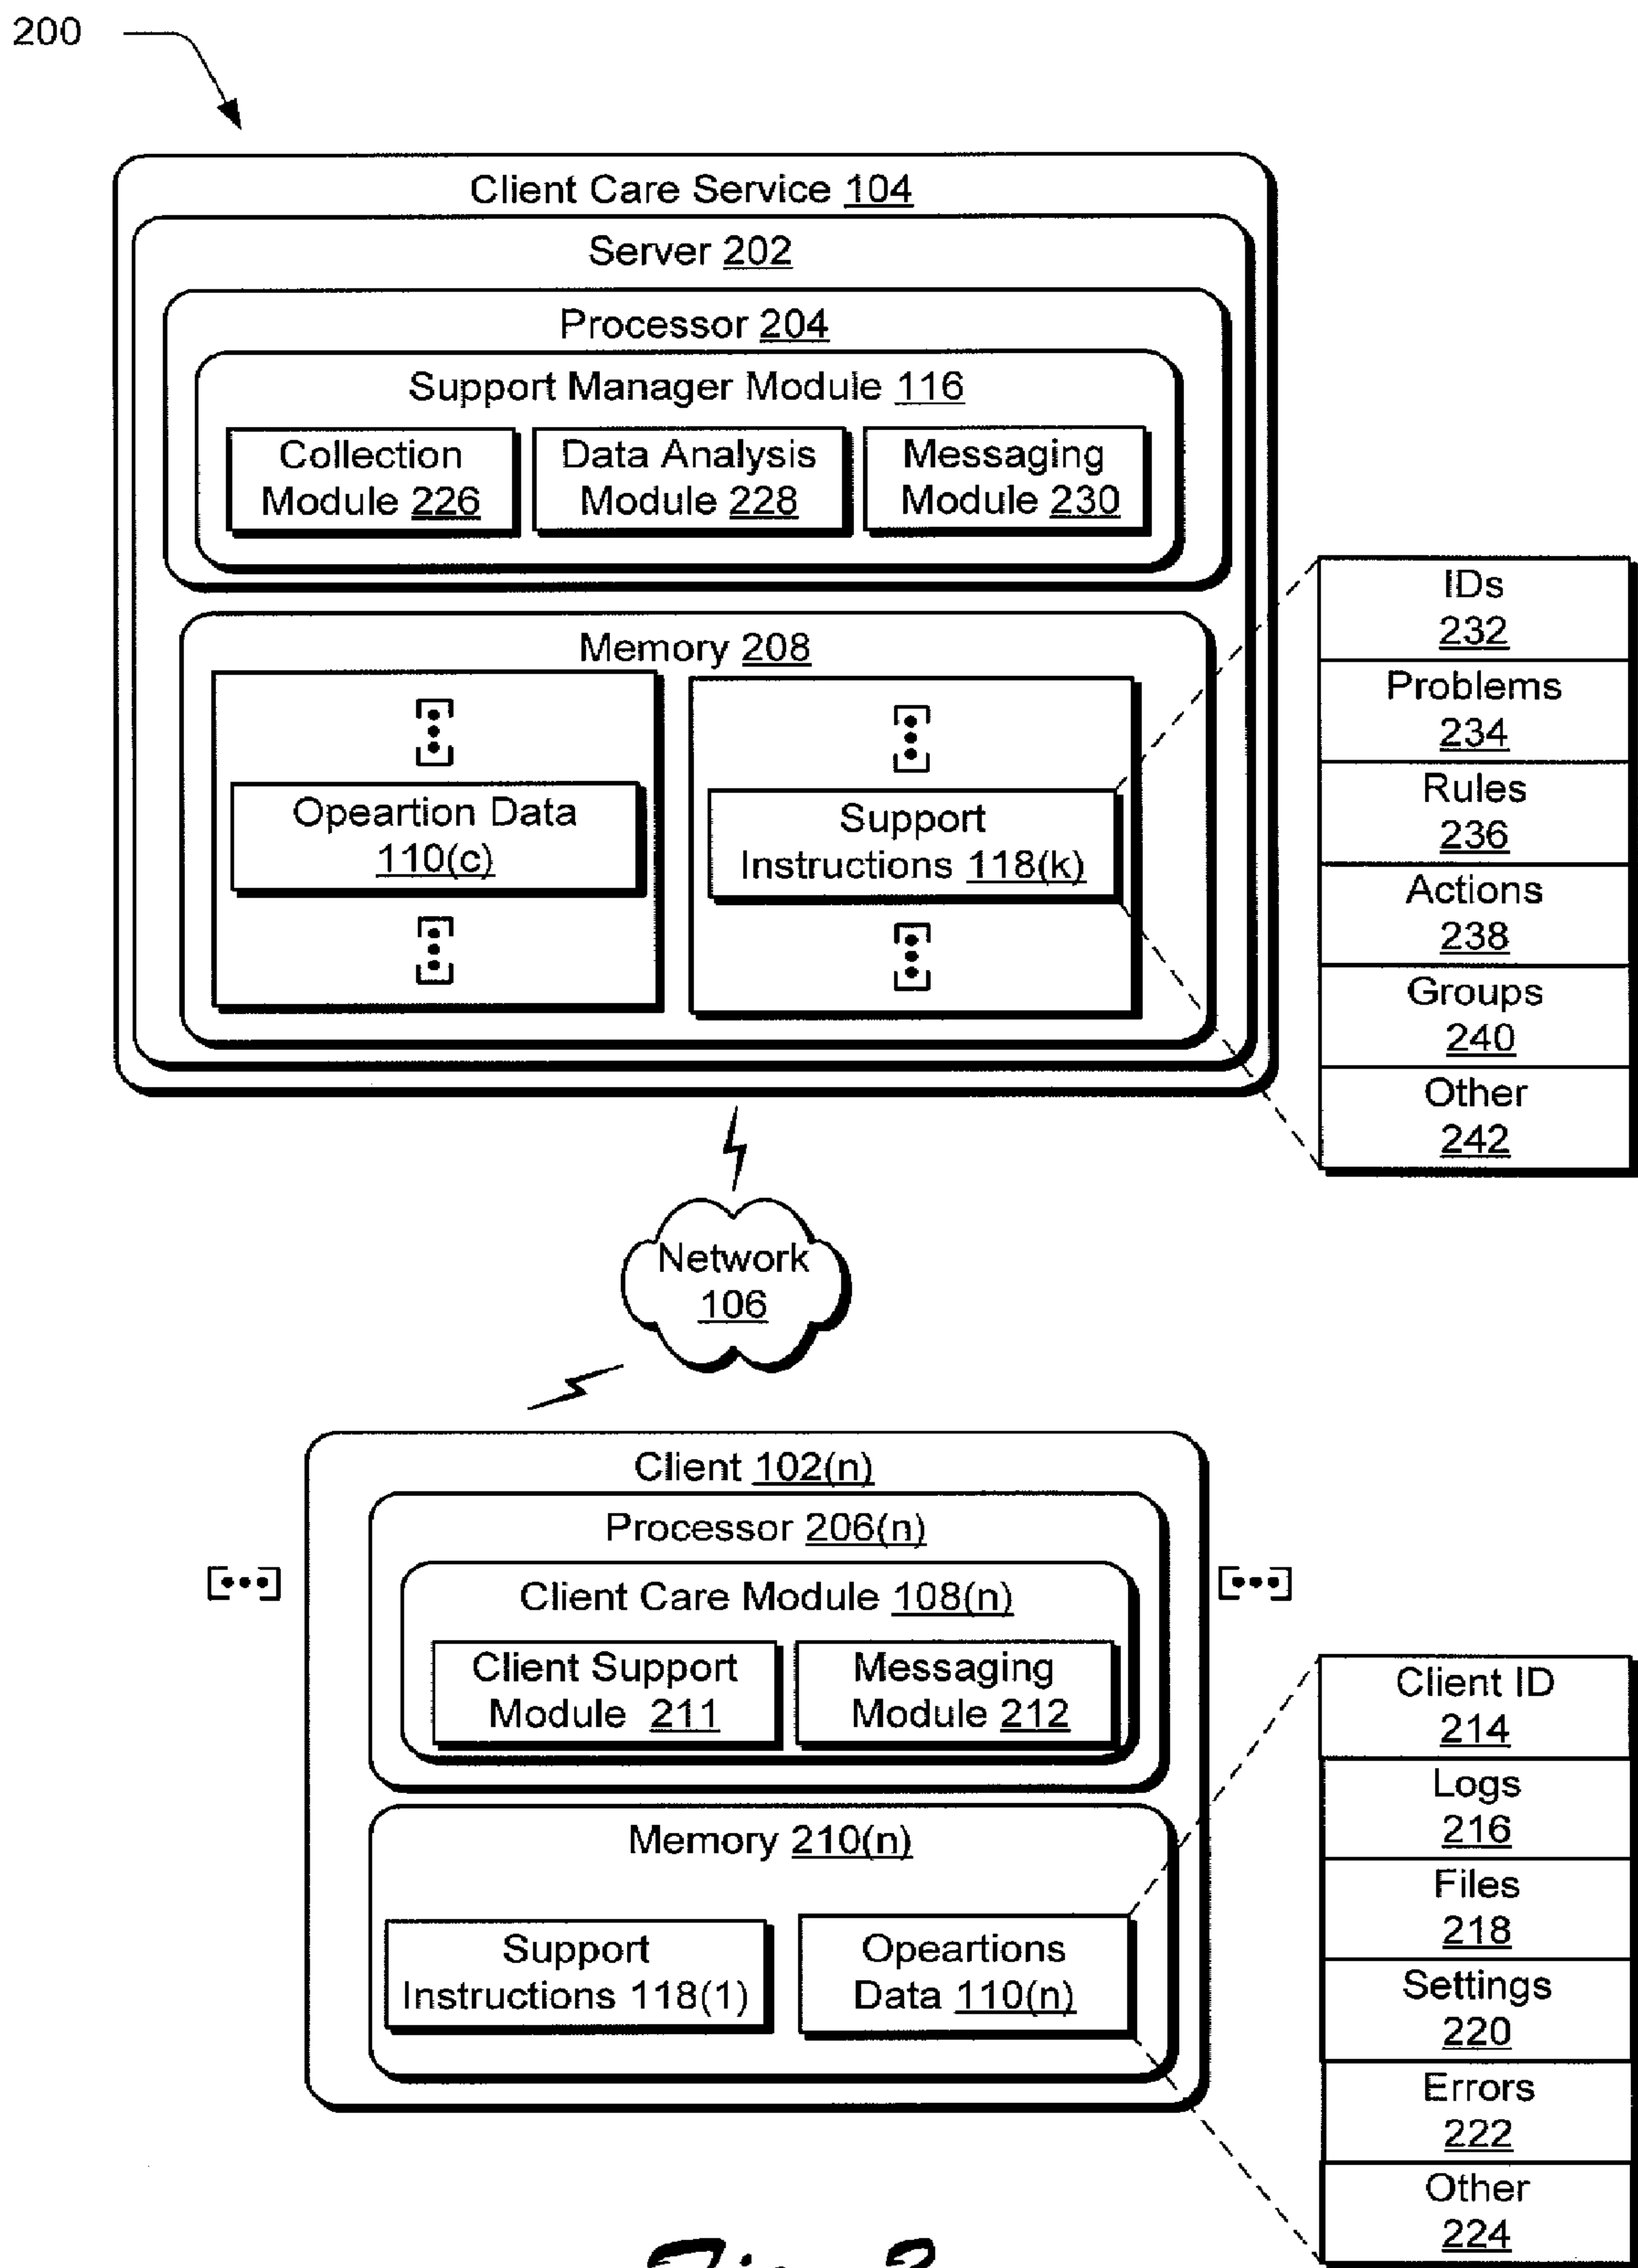 200
Client Care Service 104
Server 202
Processor 204
Support Manager Module 116
Collection
Module 226
Data Analysis
Module 228
Messaging
Module 230
Memory 208
Opeartion Data
110(c)
Support
Instructions 118(k)
IDs
232
Problems
234
Rules
236
Actions
238
Groups
240
Other
242
Network
106
Client 102(n)
Processor 206(n)
Client Care Module 108(n)
Client Support
Module 211
Messaging
Module 212
Memory 210(n)
Support
Instructions 118(1)
Opeartions
Data 110(n)
Client ID
214
Logs
216
Files
218
Settings
220
Errors
222
Other
224